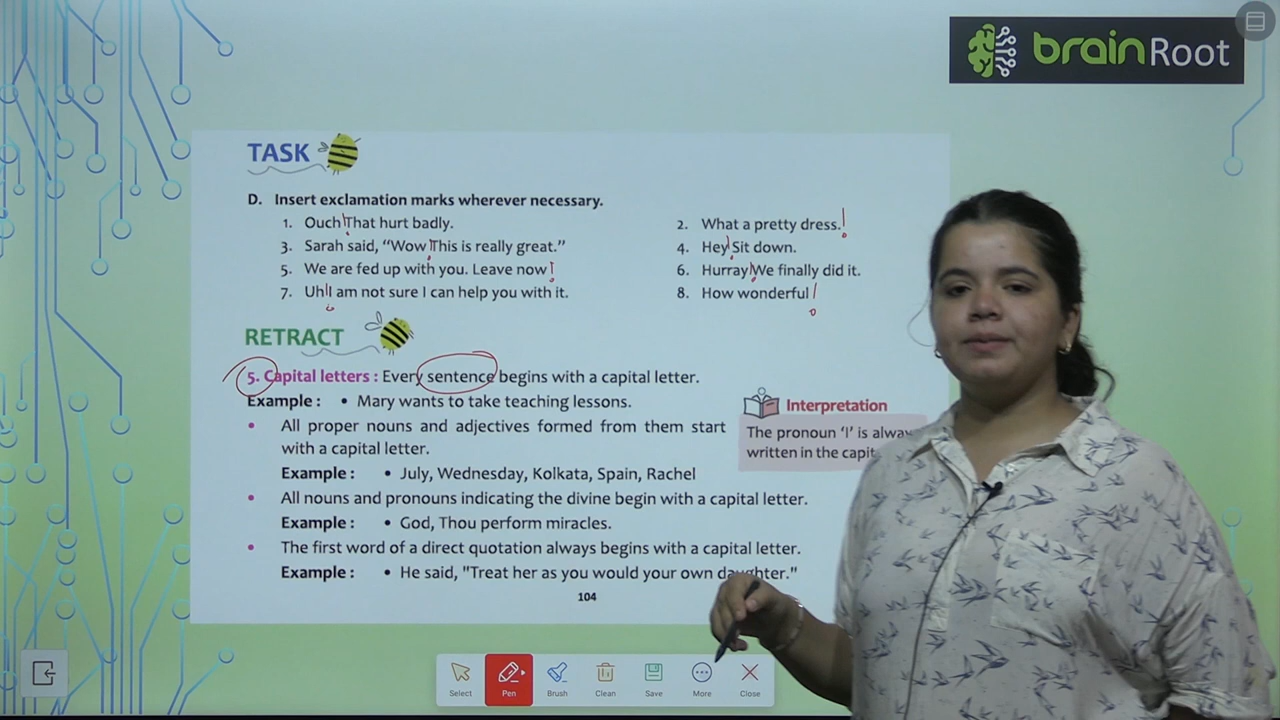 brainRoot
TASK
D. Insert exclamation marks wherever necessary.
1. Ouch! That hurt badly.
2. What a pretty dress.!
3. Sarah said, “Wow! This is really great.”
4. Hey! Sit down.
5. We are fed up with you. Leave now!
6. Hurray! We finally did it.
7. Uh! I am not sure I can help you with it.
8. How wonderful!
RETRACT
5. Capital letters : Every sentence begins with a capital letter.
Example : • Mary wants to take teaching lessons.
• All proper nouns and adjectives formed from them start
with a capital letter.
Example : • July, Wednesday, Kolkata, Spain, Rachel
Interpretation
The pronoun ‘I’ is
written in the
• All nouns and pronouns indicating the divine begin with a capital letter.
Example : • God, Thou perform miracles.
• The first word of a direct quotation always begins with a capital letter.
Example : • He said, "Treat her as you would your own daughter."
104
Select Pen Brush Clean Save More Close